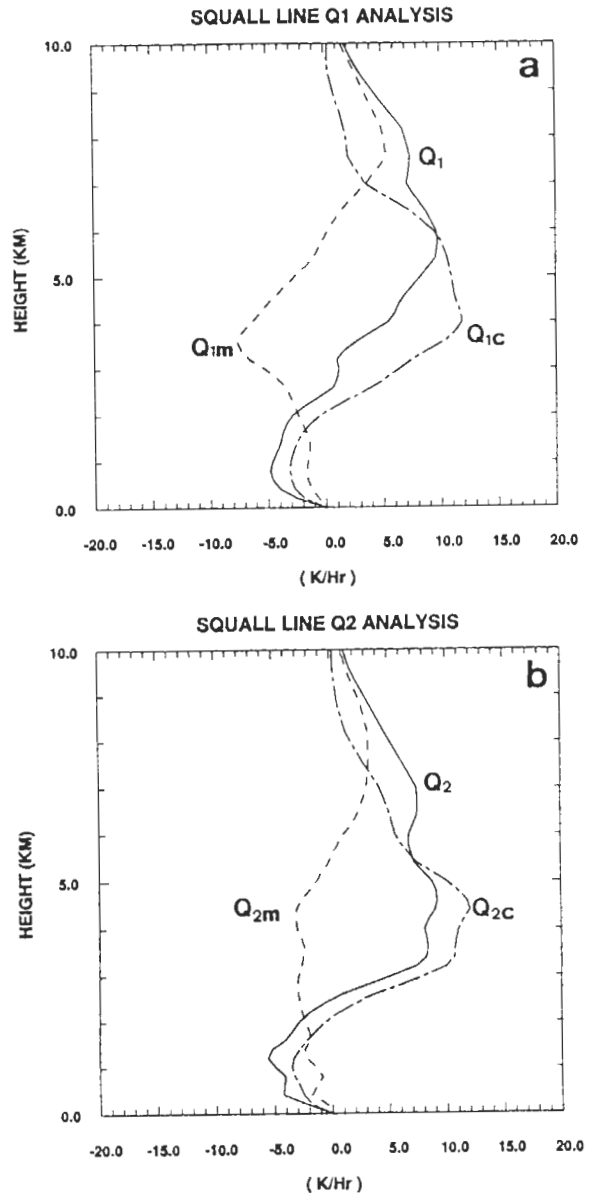 SQUALL LINE Q1 ANALYSIS
10.0
a
Q1
HEIGHT (KM)
5.0
Q1m
Q1C
0.0
-20.0 -15.0 -10.0 -5.0 0.0 5.0 10.0 15.0 20.0
( K/Hr )
SQUALL LINE Q2 ANALYSIS
10.0
b
Q2
HEIGHT (KM)
5.0
Q2m
Q2C
0.0
-20.0 -15.0 -10.0 -5.0 0.0 5.0 10.0 15.0 20.0
( K/Hr )